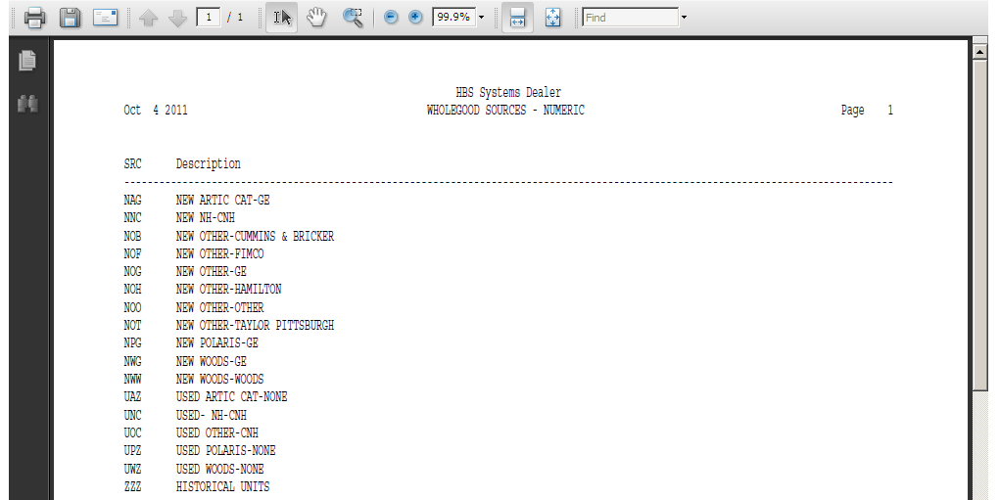 1 / 1 99.9% Find
HBS Systems Dealer
Oct 4 2011 WHOLEGOOD SOURCES - NUMERIC Page 1
SRC Description
NAG NEW ARTIC CAT-GE
NNC NEW NH-CNH
NOB NEW OTHER-CUMMINS & BRICKER
NOF NEW OTHER-FIMCO
NOG NEW OTHER-GE
NOH NEW OTHER-HAMILTON
NOO NEW OTHER-OTHER
NOT NEW OTHER-TAYLOR PITTSBURGH
NPG NEW POLARIS-GE
NWG NEW WOODS-GE
NWW NEW WOODS-WOODS
UAZ USED ARTIC CAT-NONE
UNC USED- NH-CNH
UOC USED OTHER-CNH
UPZ USED POLARIS-NONE
UWZ USED WOODS-NONE
ZZZ HISTORICAL UNITS